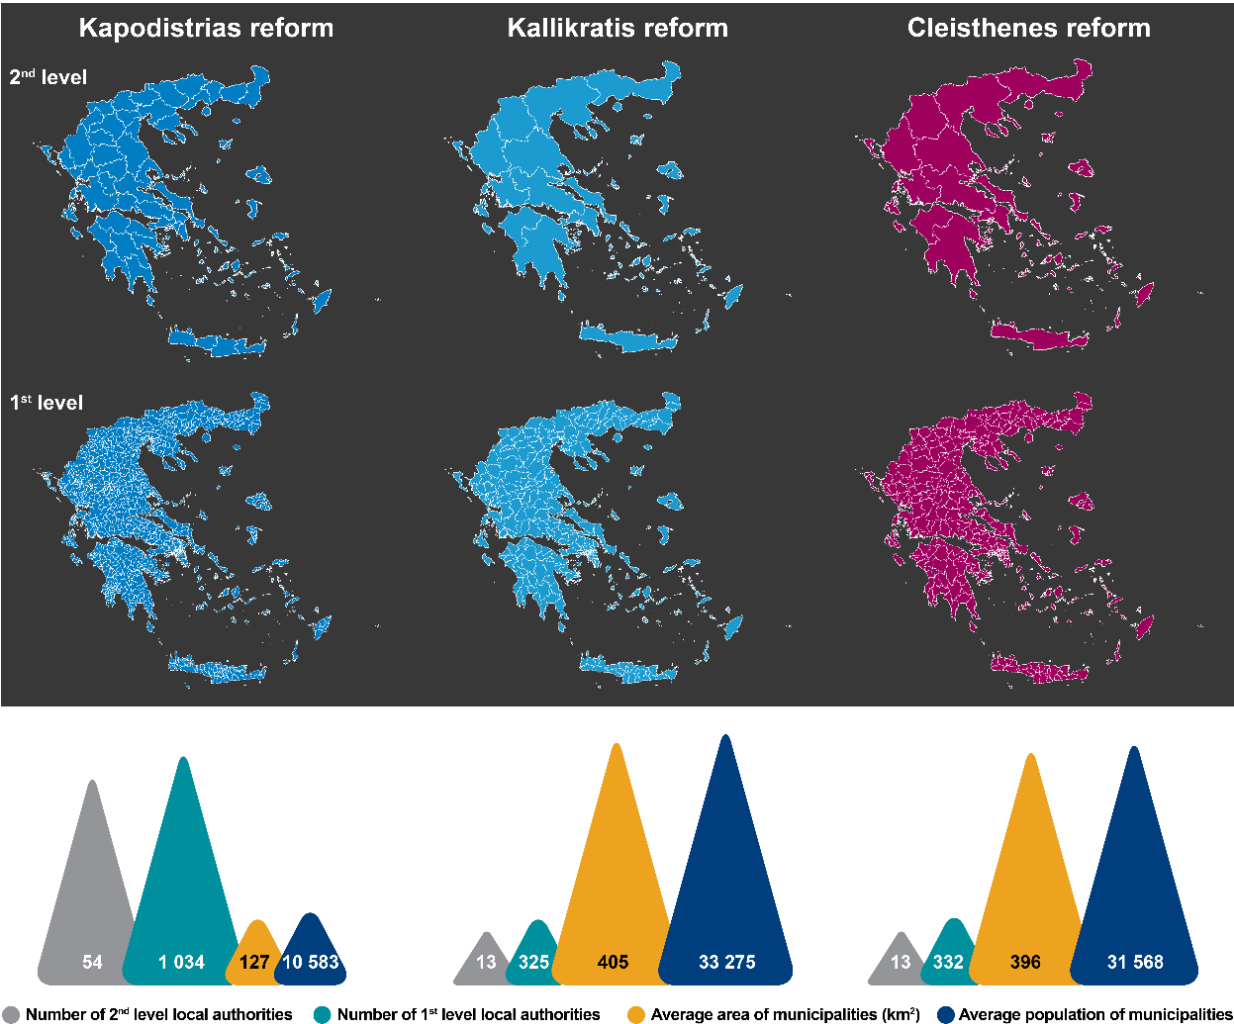 Kapodistrias reform
Kallikratis reform
Cleisthenes reform
2nd level
1st level
54
1 034
127
10 583
13
325
405
33 275
13
332
396
31 568
Number of 2nd level local authorities
Number of 1st level local authorities
Average area of municipalities (km²)
Average population of municipalities